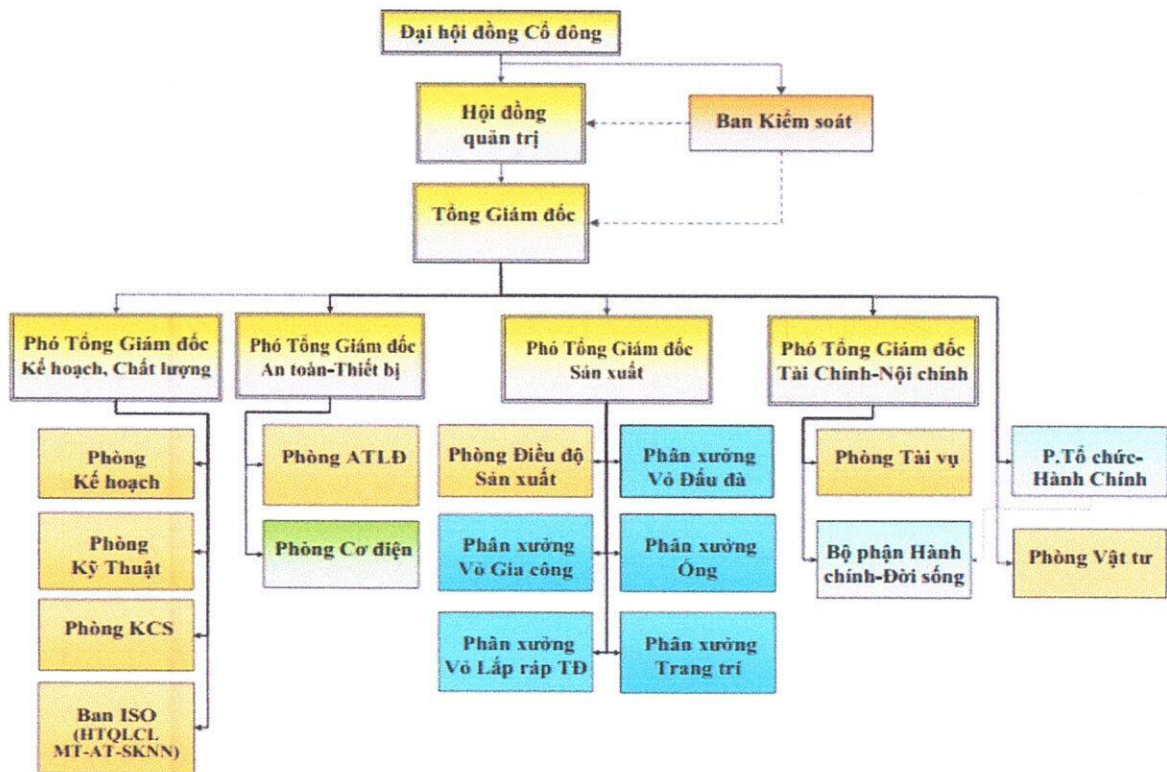 Đại hội đồng Cổ đông
Hội đồng
quản trị
Ban Kiểm soát
Tổng Giám đốc
Phó Tổng Giám đốc
Kế hoạch, Chất lượng
Phó Tổng Giám đốc
An toàn-Thiết bị
Phó Tổng Giám đốc
Sản xuất
Phó Tổng Giám đốc
Tài Chính-Nội chính
Phòng
Kế hoạch
Phòng
Kỹ Thuật
Phòng KCS
Ban ISO
(HTQLCL
MT-AT-SKNN)
Phòng ATLĐ
Phòng Cơ điện
Phòng Điều độ
Sản xuất
Phân xưởng
Vỏ Đấu đà
Phân xưởng
Vỏ Gia công
Phân xưởng
Ống
Phân xưởng
Vỏ Lắp ráp TĐ
Phân xưởng
Trang trí
Phòng Tài vụ
Bộ phận Hành
chính-Đời sống
P.Tổ chức-
Hành Chính
Phòng Vật tư